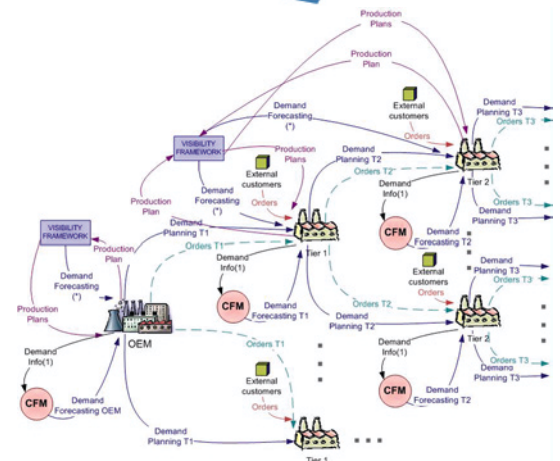 Production
Plans
Production
Plan
External
customers
Orders
Demand
Planning T3
Orders T3
Demand
Forecasting
(*)
VISIBILITY
FRAMEWORK
Production
Plans
External
customers
Orders
Demand
Planning T2
Orders T2
Tier 2
Orders T3
Demand
Planning T3
Demand
Info(1)
CFM
Demand
Forecasting T2
Demand
Forecasting
(*)
Production
Plan
Demand
Planning T1
Orders T1
Tier 1
VISIBILITY
FRAMEWORK
Production
Plan
Demand
Forecasting
(*)
Production
Plans
OEM
Demand
Info(1)
CFM
Demand
Forecasting T1
External
customers
Orders
Demand
Planning T3
Orders T3
Orders T2
Demand
Planning T2
Tier 2
Orders T3
Demand
Planning T3
Demand
Info(1)
CFM
Demand
Forecasting T2
Demand
Info(1)
CFM
Demand
Forecasting OEM
Orders T1
External
customers
Orders
Demand
Planning T1
Tier 1